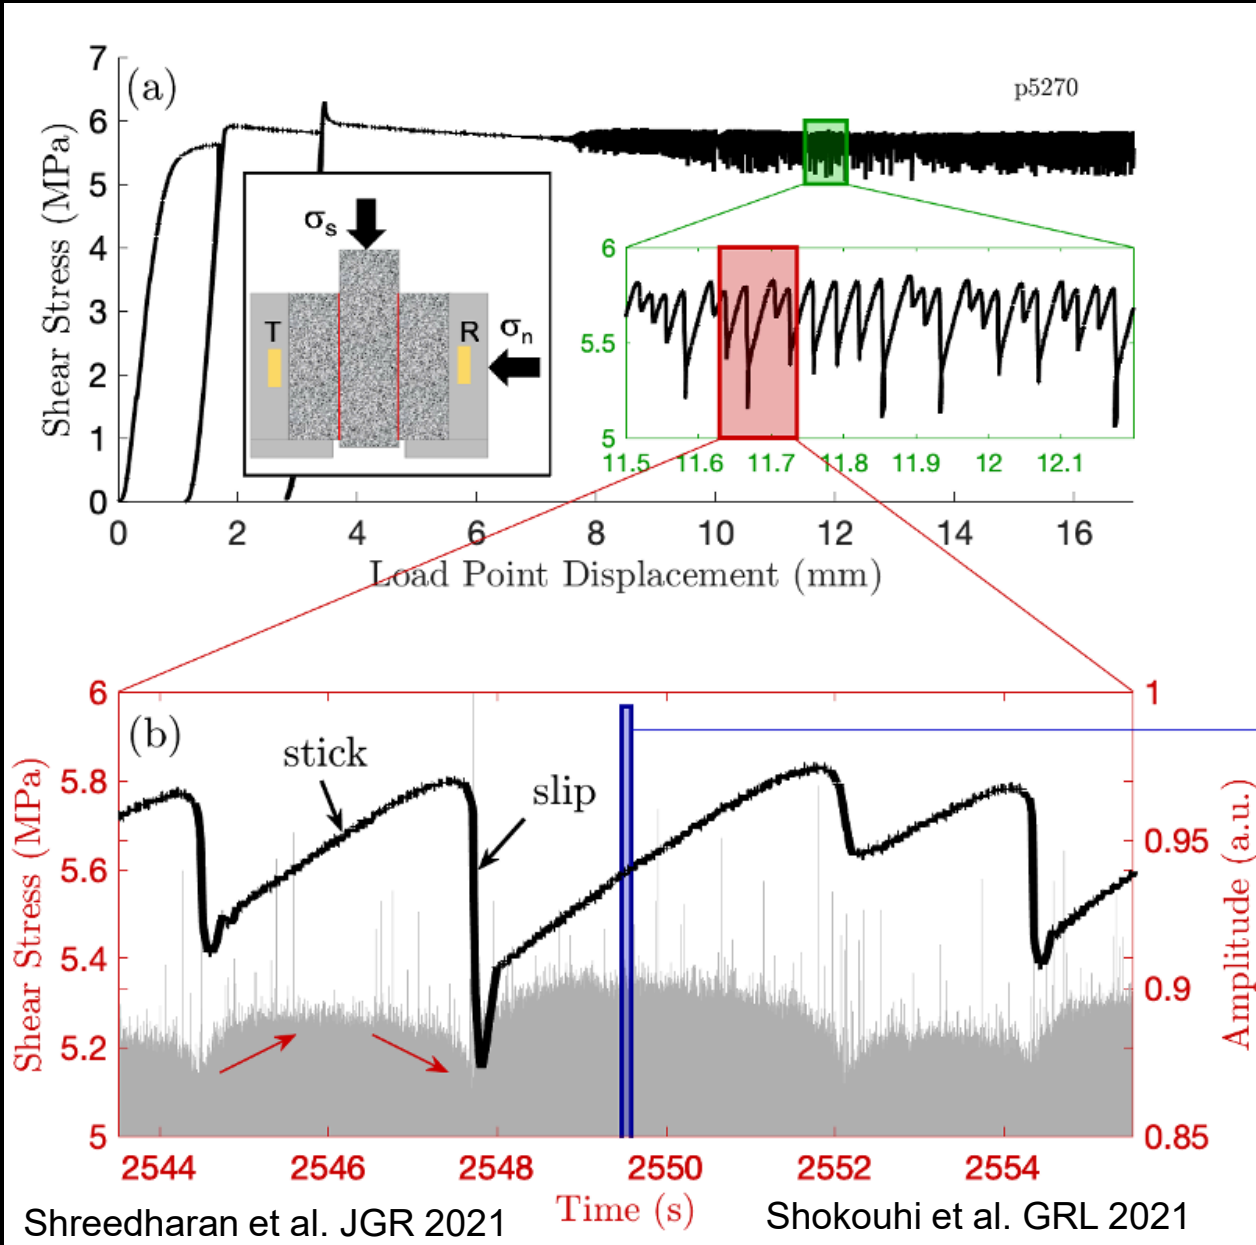 (a)
p5270
Shear Stress (MPa)
7
6
5
4
3
2
1
0
σs
T
R
σn
6
5.5
5
11.5 11.6 11.7 11.8 11.9 12 12.1
0 2 4 6 8 10 12 14 16
Load Point Displacement (mm)
(b)
stick
slip
Shear Stress (MPa)
6
5.8
5.6
5.4
5.2
5
1
0.95
0.9
0.85
Amplitude (a.u.)
2544 2546 2548 2550 2552 2554
Time (s)
Shreedharan et al. JGR 2021
Shokouhi et al. GRL 2021